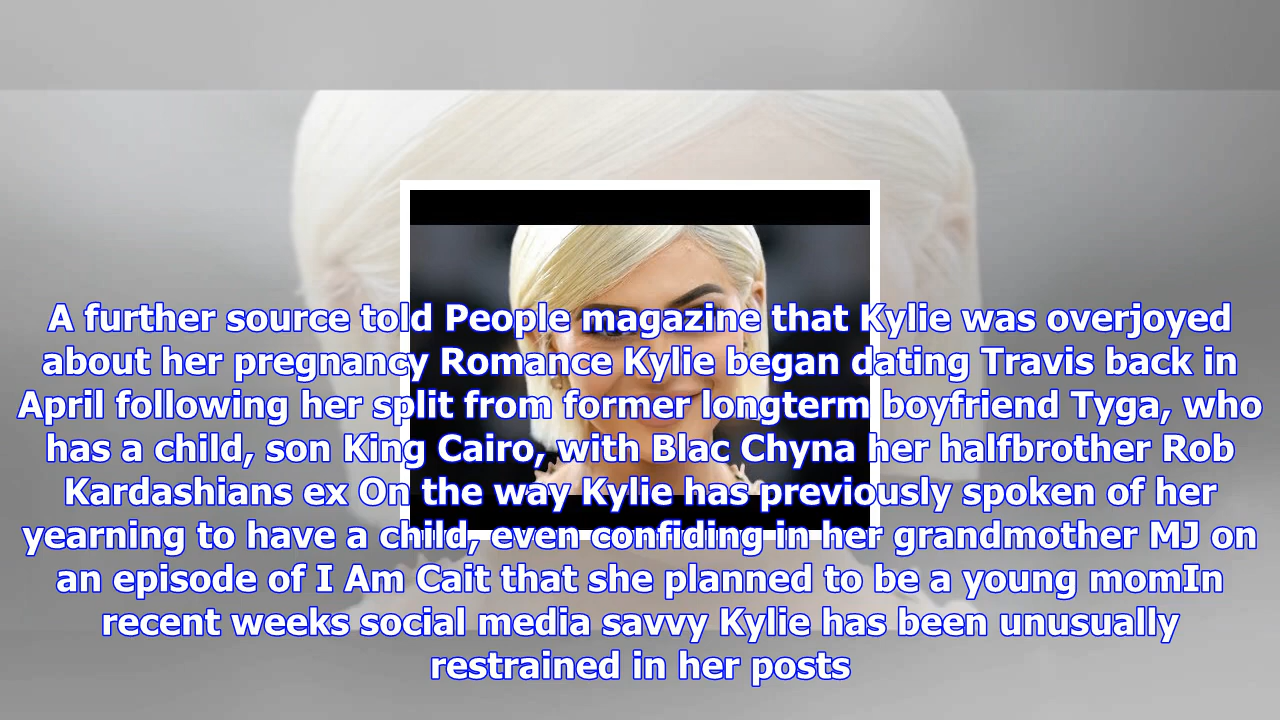 A further source told People magazine that Kylie was overjoyed
about her pregnancy Romance Kylie began dating Travis back in
April following her split from former longterm boyfriend Tyga, who
has a child, son King Cairo, with Blac Chyna her halfbrother Rob
Kardashians ex On the way Kylie has previously spoken of her
yearning to have a child, even confiding in her grandmother MJ on
an episode of I Am Cait that she planned to be a young momIn
recent weeks social media savvy Kylie has been unusually
restrained in her posts